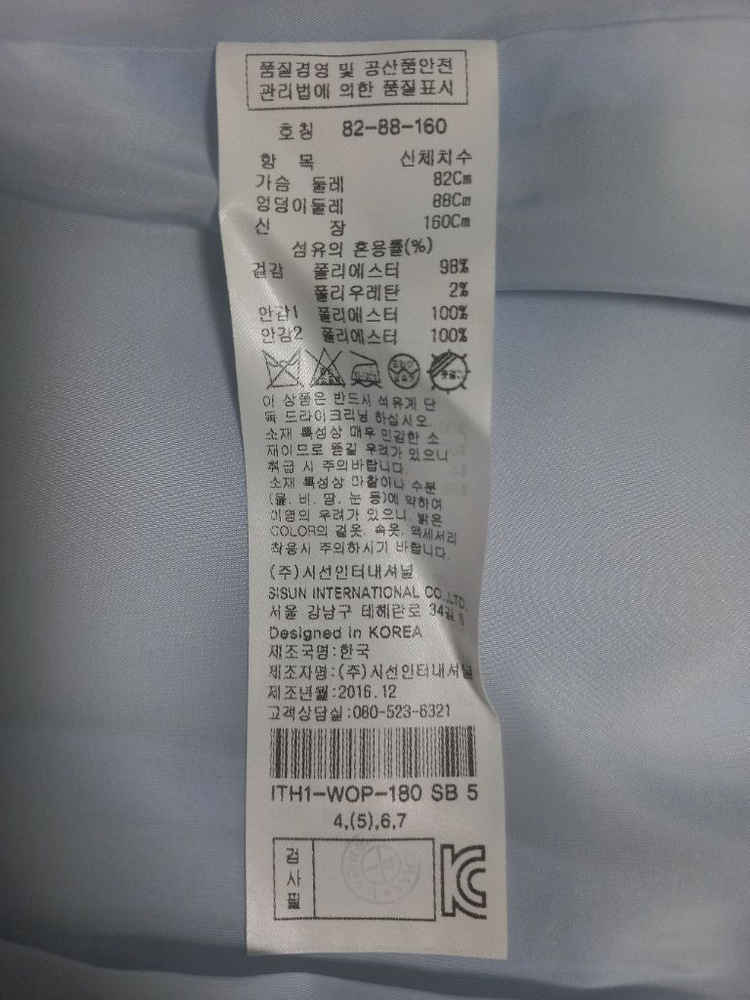 품질경영 및 공산품안전
관리법에 의한 품질표시
호칭 82-88-160
항 목 신체치수
가슴 둘레 82Cm
엉덩이둘레 88Cm
신 장 160Cm
섬유의 혼용률(%)
겉감 폴리에스터 98%
폴리우레탄 2%
안감1 폴리에스터 100%
안감2 폴리에스터 100%
이 상품은 반드시 석유계 단
독 드라이크리닝 하십시오.
소재 특성상 매우 민감한 소
재이므로 뜯길 우려가 있으니
취급 시 주의바랍니다.
소재 특성상 마찰이나 수분
(물, 비, 땀, 눈 등)에 약하여
이염의 우려가 있으니, 밝은
COLOR의 겉옷, 속옷, 액세서리
착용시 주의하시기 바랍니다.
(주)시선인터내셔널
SISUN INTERNATIONAL CO.,LTD.
서울 강남구 테헤란로 34길 5
Designed in KOREA
제조국명:한국
제조자명:(주)시선인터내셔널
제조년월:2016.12
고객상담실:080-523-6321
ITH1-WOP-180 SB 5
4,(5),6,7
검사필
KC